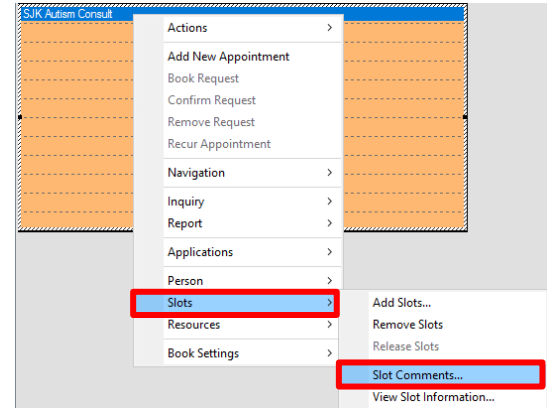 SJK Autism Consult
Actions
Add New Appointment
Book Request
Confirm Request
Remove Request
Recur Appointment
Navigation
Inquiry
Report
Applications
Person
Slots
Resources
Book Settings
Add Slots...
Remove Slots
Release Slots
Slot Comments...
View Slot Information...